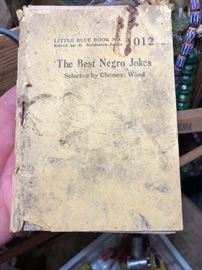 LITTLE BLUE BOOK NO. 1012
Edited by E. Haldeman-Julius
The Best Negro Jokes
Selected by Clement Wood